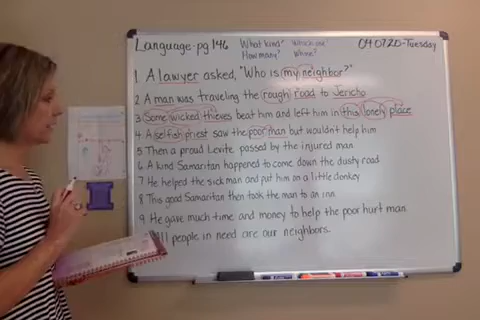 Language-pg 146 What kind? Which one? 040720-Tuesday
How many? Whose?
1. A lawyer asked, "Who is my neighbor?"
2 A man was traveling the rough road to Jericho
3 Some wicked thieves beat him and left him in this lonely place
4 A selfish priest saw the poor man but wouldn't help him
5 Then a proud Levite passed by the injured man
6 A kind Samaritan happened to come down the dusty road
7 He helped the sick man and put him on a little donkey
8 This good Samaritan then took the man to an inn
9 He gave much time and money to help the poor hurt man
All people in need are our neighbors.